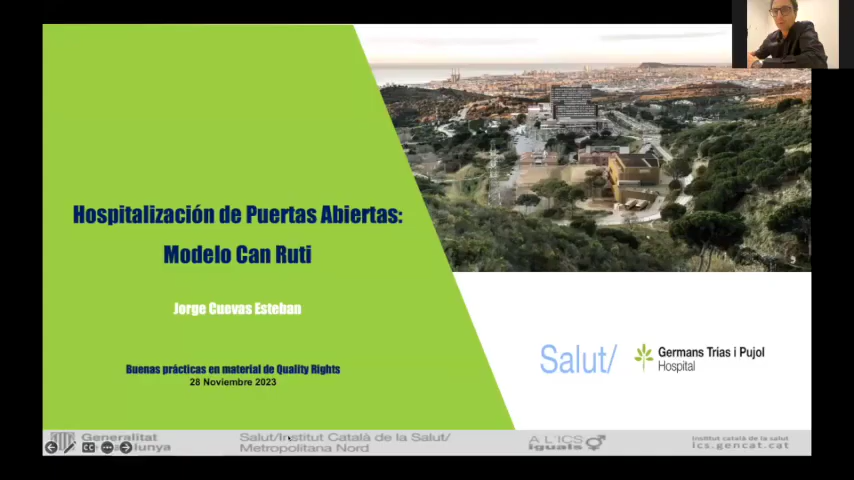 Hospitalización de Puertas Abiertas:
Modelo Can Ruti
Jorge Cuevas Esteban
Buenas prácticas en material de Quality Rights
28 Noviembre 2023
Salut/
Germans Trias i Pujol
Hospital
Generalitat
Salut/Institut Català de la Salut/
Metropolitana Nord
A L'ICS
iguals
Institut català de la salut
ics.gencat.cat
CC